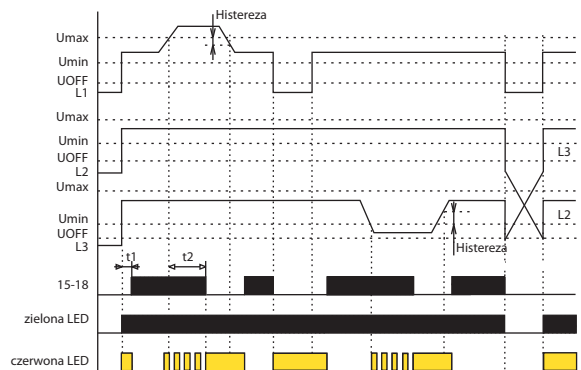 Histereza
Umax
Umin
UOFF
L1
Umax
Umin
UOFF
L2
L3
Umax
Umin
UOFF
L3
L2
Histereza
t1
t2
15-18
zielona LED
czerwona LED